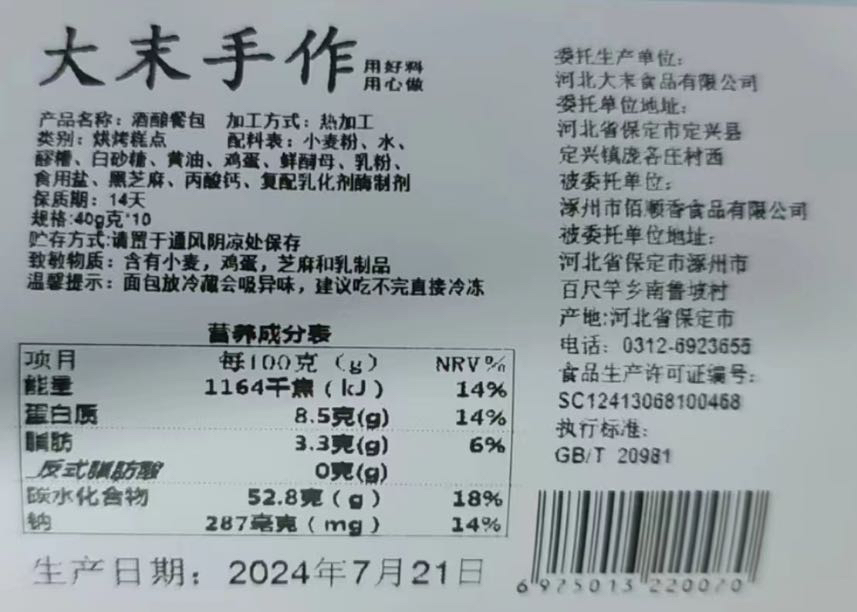 大末手作
用好料
用心做
产品名称：酒酿餐包 加工方式：热加工
类别：烘烤糕点 配料表：小麦粉、水、
醪糟、白砂糖、黄油、鸡蛋、鲜酵母、乳粉、
食用盐、黑芝麻、丙酸钙、复配乳化剂酶制剂
保质期：14天
规格:40g克*10
贮存方式:请置于通风阴凉处保存
致敏物质：含有小麦，鸡蛋，芝麻和乳制品
温馨提示：面包放冷藏会吸异味，建议吃不完直接冷冻
营养成分表
项目 每100克（g） NRV%
能量 1164千焦（kJ） 14%
蛋白质 8.5克(g) 14%
脂肪 3.3克(g) 6%
反式脂肪酸 0克(g)
碳水化合物 52.8克（g） 18%
钠 287毫克（mg） 14%
生产日期：2024年7月21日
委托生产单位：
河北大末食品有限公司
委托单位地址：
河北省保定市定兴县
定兴镇庞各庄村西
被委托单位：
涿州市佰顺香食品有限公司
被委托单位地址：
河北省保定市涿州市
百尺竿乡南鲁坡村
产地:河北省保定市
电话：0312-6923655
食品生产许可证编号：
SC12413068100468
执行标准：
GB/T 20981
6 975013 220070